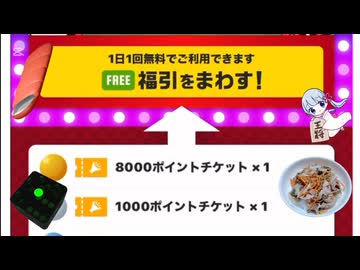 1日1回無料でご利用できます
FREE 福引をまわす!
8000ポイントチケット ×1
1000ポイントチケット ×1
王将